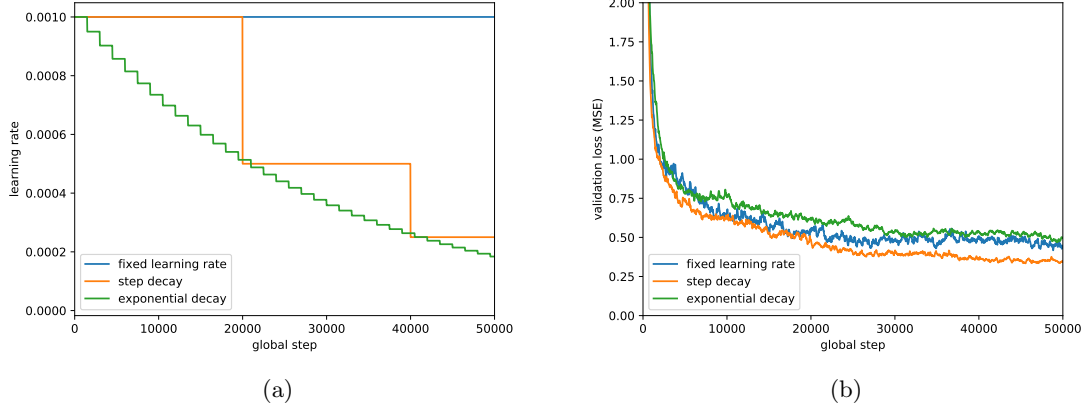 0.0010
0.0008
0.0006
0.0004
0.0002
0.0000
learning rate
fixed learning rate
step decay
exponential decay
0 10000 20000 30000 40000 50000
global step
(a)
2.00
1.75
1.50
1.25
1.00
0.75
0.50
0.25
0.00
validation loss (MSE)
fixed learning rate
step decay
exponential decay
0 10000 20000 30000 40000 50000
global step
(b)